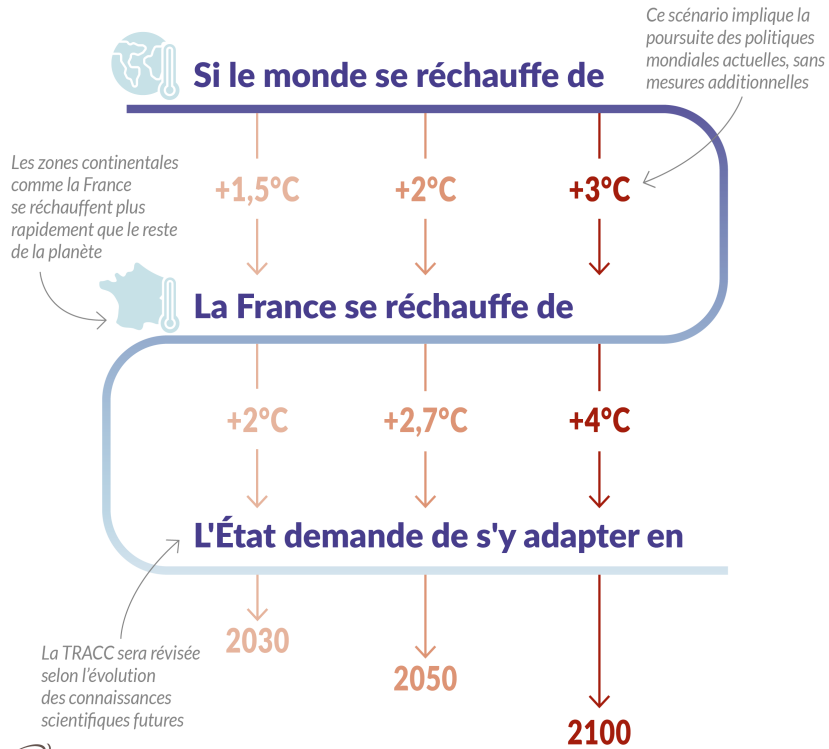 Ce scénario implique la
poursuite des politiques
mondiales actuelles, sans
mesures additionnelles
Si le monde se réchauffe de
Les zones continentales
comme la France
se réchauffent plus
rapidement que le reste
de la planète
+1,5°C +2°C +3°C
La France se réchauffe de
+2°C +2,7°C +4°C
L'État demande de s'y adapter en
La TRACC sera révisée
selon l'évolution
des connaissances
scientifiques futures
2030
2050
2100